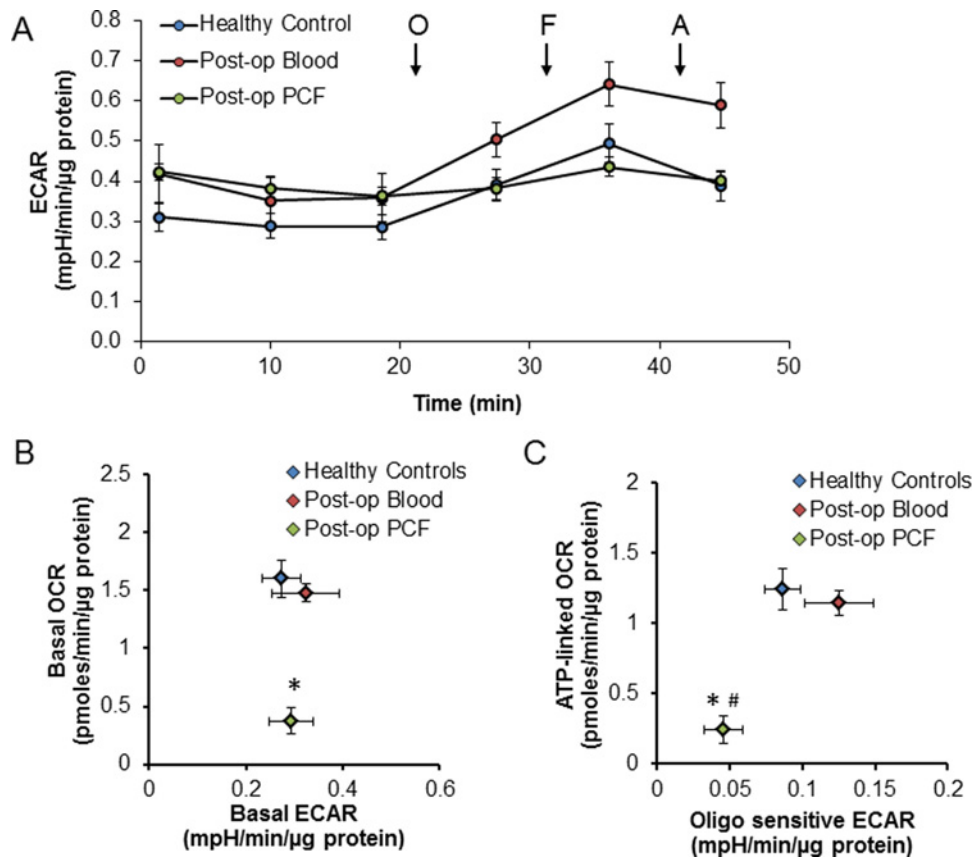 A
Healthy Control
Post-op Blood
Post-op PCF
O
F
A
ECAR
(mpH/min/µg protein)
0.8
0.7
0.6
0.5
0.4
0.3
0.2
0.1
0.0
0 10 20 30 40 50
Time (min)
B
Healthy Controls
Post-op Blood
Post-op PCF
Basal OCR
(pmoles/min/µg protein)
2.5
2
1.5
1
0.5
0
*
0 0.2 0.4 0.6
Basal ECAR
(mpH/min/µg protein)
C
Healthy Controls
Post-op Blood
Post-op PCF
ATP-linked OCR
(pmoles/min/µg protein)
2
1.5
1
0.5
0
* #
0 0.05 0.1 0.15 0.2
Oligo sensitive ECAR
(mpH/min/µg protein)